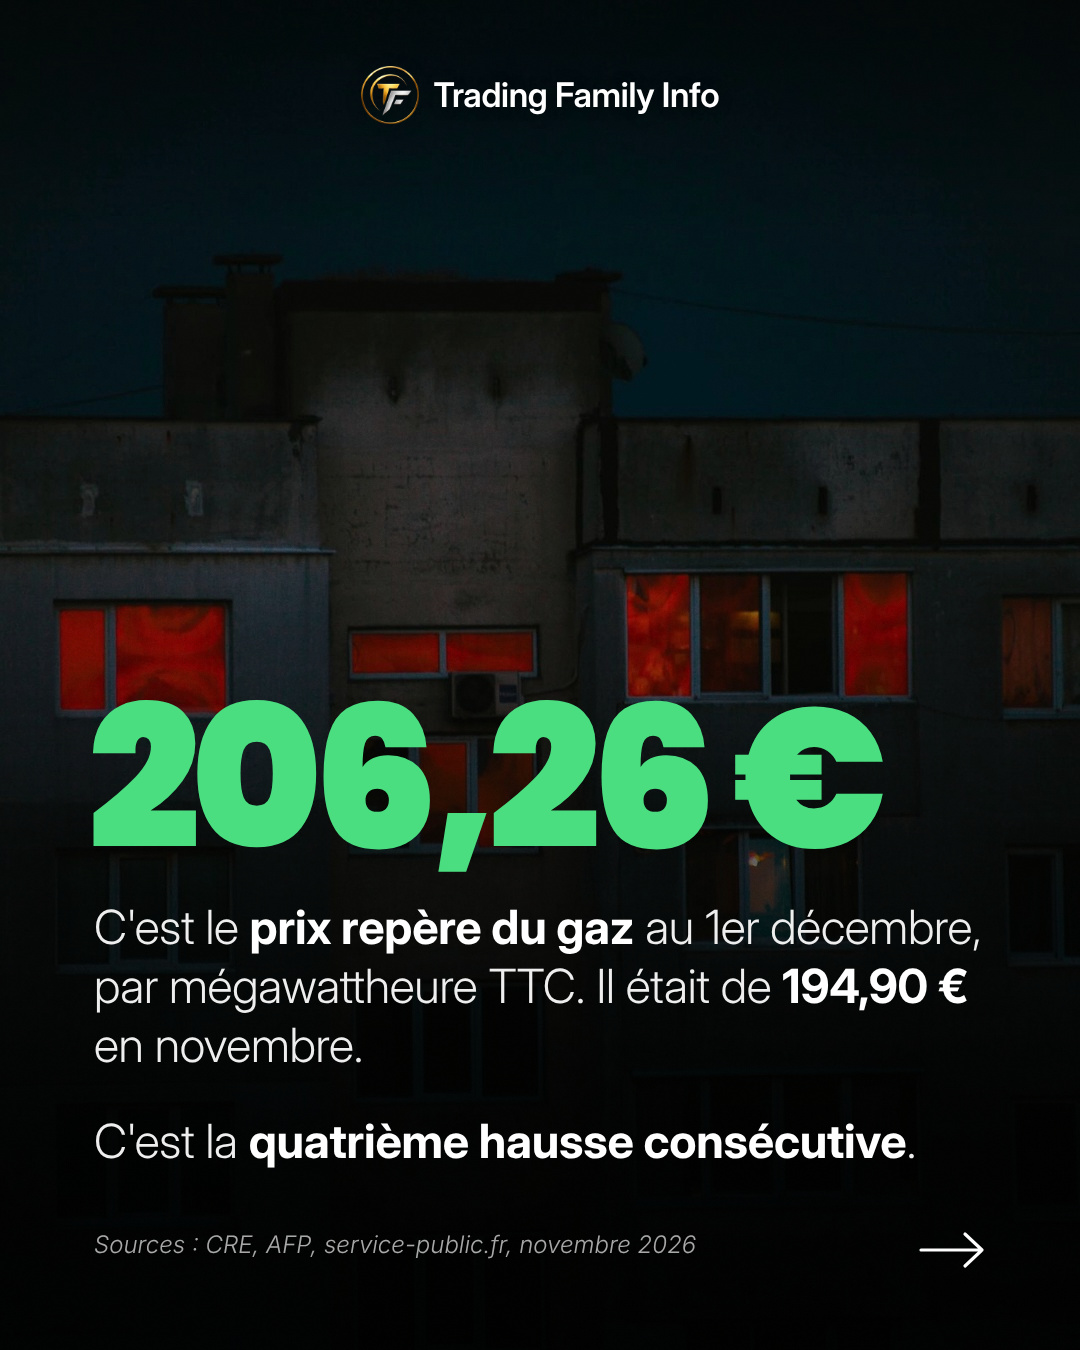 TF
Trading Family Info
206,26 €
C'est le prix repère du gaz au 1er décembre,
par mégawattheure TTC. Il était de 194,90 €
en novembre.
C'est la quatrième hausse consécutive.
Sources : CRE, AFP, service-public.fr, novembre 2026